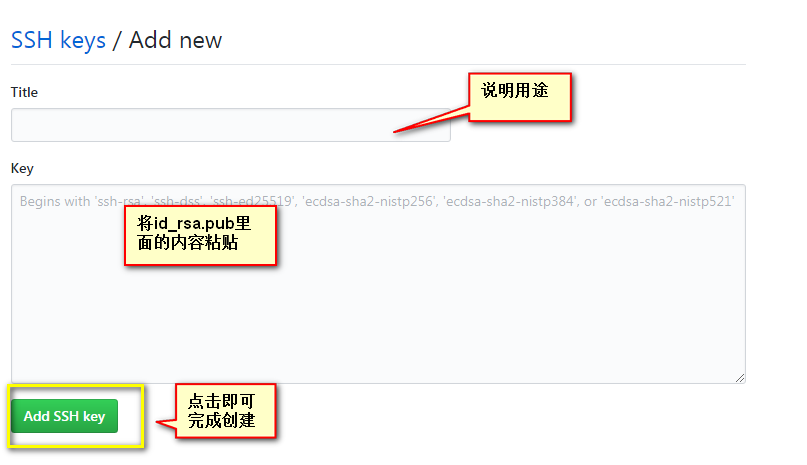 SSH keys / Add new
Title
说明用途
Key
Begins with 'ssh-rsa', 'ssh-dss', 'ssh-ed25519', 'ecdsa-sha2-nistp256', 'ecdsa-sha2-nistp384', or 'ecdsa-sha2-nistp521'
将id_rsa.pub里
面的内容粘贴
Add SSH key
点击即可
完成创建